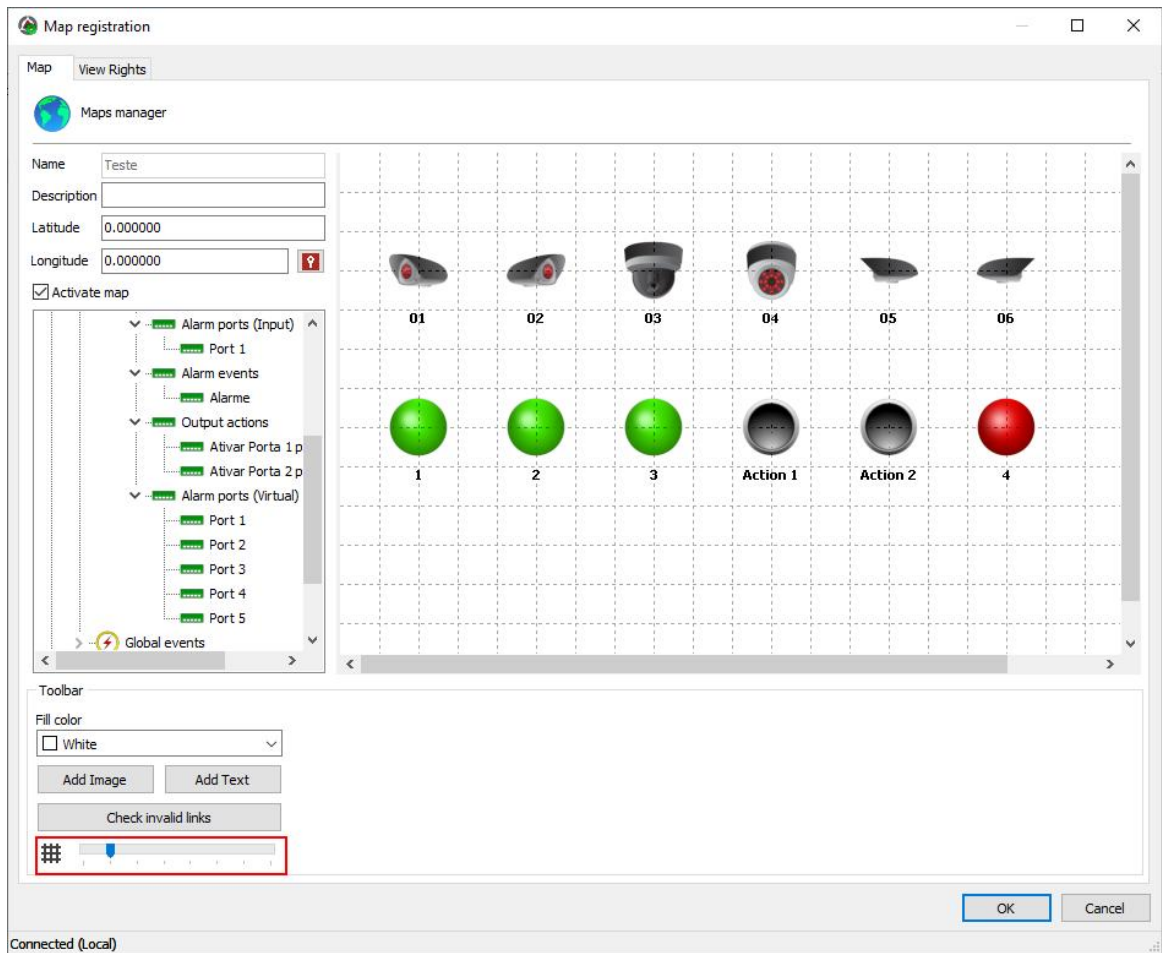 Map registration
Map View Rights
Maps manager
Name Teste
Description
Latitude 0.000000
Longitude 0.000000
Activate map
Alarm ports (Input)
Port 1
Alarm events
Alarme
Output actions
Ativar Porta 1 p
Ativar Porta 2 p
Alarm ports (Virtual)
Port 1
Port 2
Port 3
Port 4
Port 5
Global events
01 02 03 04 05 06
1 2 3 Action 1 Action 2 4
Toolbar
Fill color
White
Add Image Add Text
Check invalid links
OK Cancel
Connected (Local)